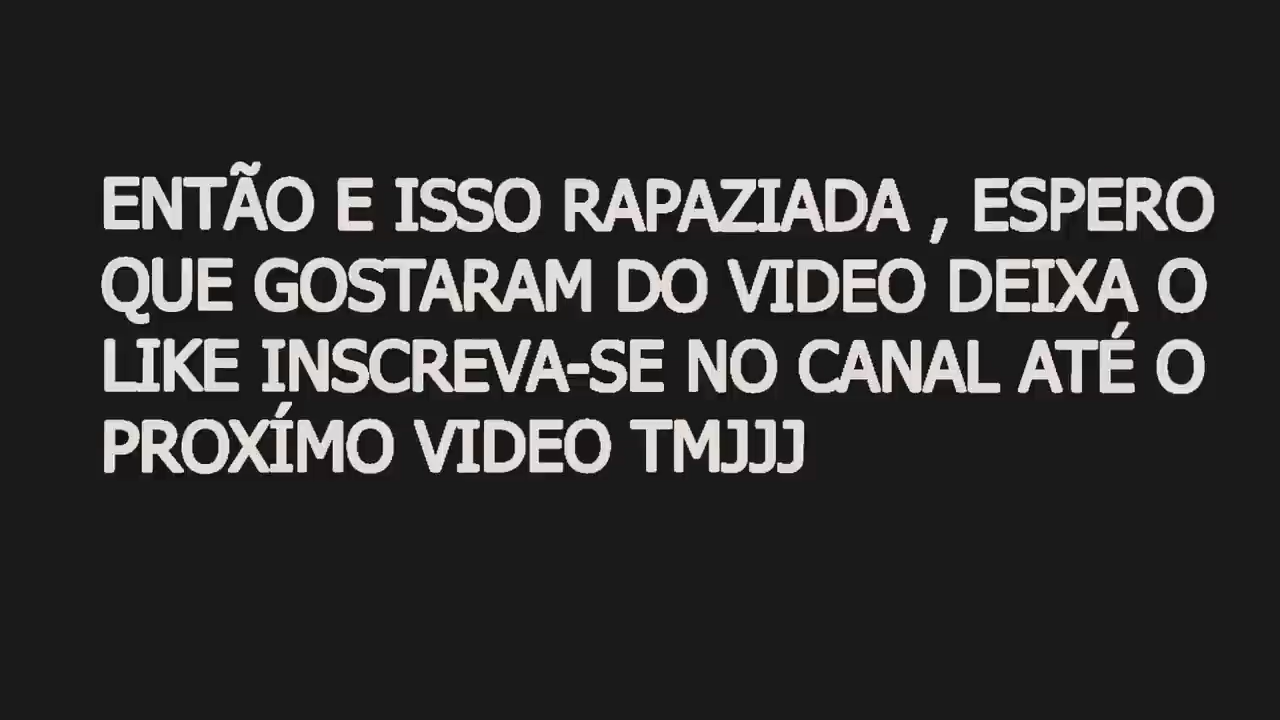 ENTÃO E ISSO RAPAZIADA , ESPERO
QUE GOSTARAM DO VIDEO DEIXA O
LIKE INSCREVA-SE NO CANAL ATÉ O
PROXÍMO VIDEO TMJJJ